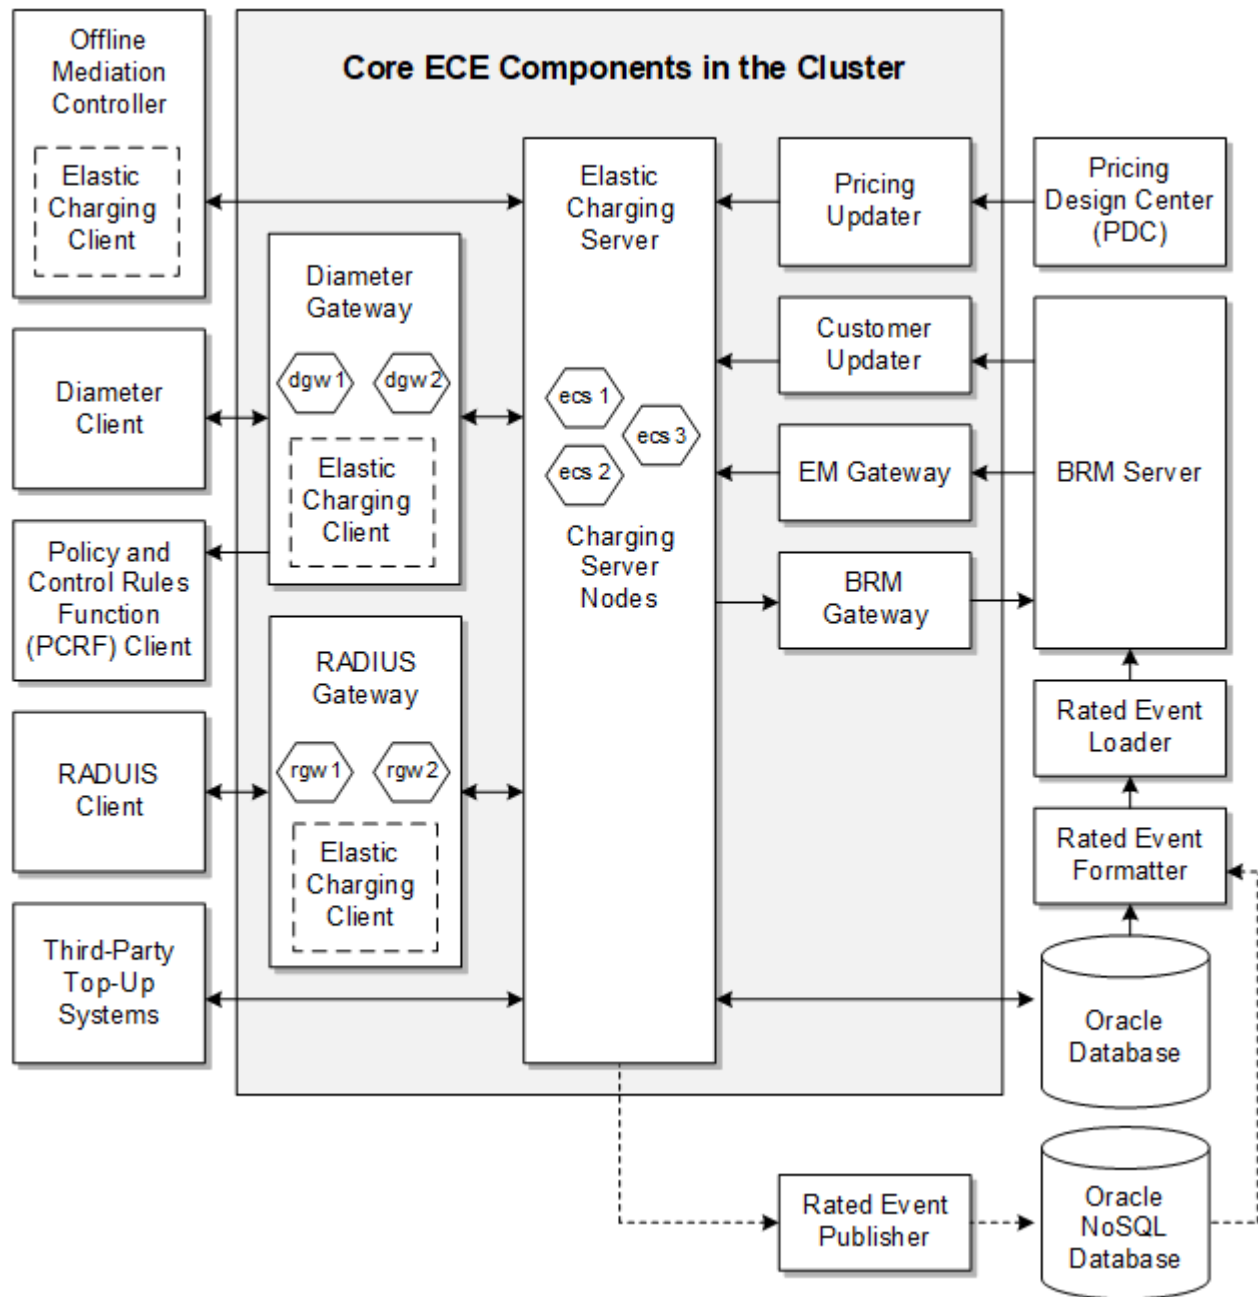 Core ECE Components in the Cluster
Offline
Mediation
Controller
Elastic
Charging
Client
Diameter
Client
Policy and
Control Rules
Function
(PCRF) Client
RADUIS
Client
Third-Party
Top-Up
Systems
Diameter
Gateway
dgw 1
dgw 2
Elastic
Charging
Client
RADIUS
Gateway
rgw 1
rgw 2
Elastic
Charging
Client
Elastic
Charging
Server
ecs 1
ecs 3
ecs 2
Charging
Server
Nodes
Pricing
Updater
Customer
Updater
EM Gateway
BRM
Gateway
Pricing
Design Center
(PDC)
BRM Server
Rated Event
Loader
Rated Event
Formatter
Oracle
Database
Rated Event
Publisher
Oracle
NoSQL
Database